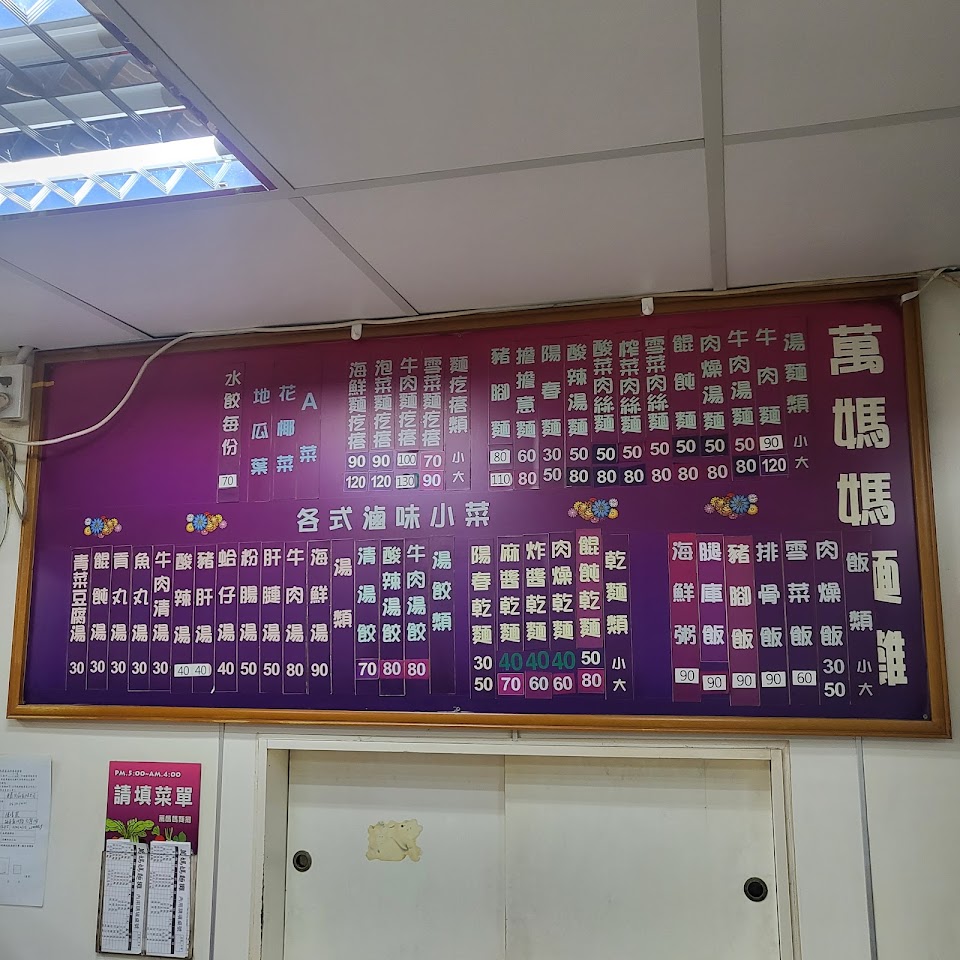 萬媽媽面雞
湯麵類 小 大
牛肉麵 90 120
牛肉湯麵 50 80
肉燥湯麵 50 80
餛飩麵 50 80
雪菜肉絲麵 50 80
榨菜肉絲麵 50 80
酸菜肉絲麵 50 80
酸辣湯麵 50 80
陽春麵 30 50
擔擔意麵 60 80
豬腳麵 80 110
麵疙瘩類 小 大
雪菜麵疙瘩 70 90
牛肉麵疙瘩 100 130
泡菜麵疙瘩 90 120
海鮮麵疙瘩 90 120
A菜
花椰菜
地瓜葉
水餃每份 70
各式滷味小菜
飯類 小 大
肉燥飯 30 50
雪菜飯 60
排骨飯 90
豬腳飯 90
腿庫飯 90
海鮮粥 90
乾麵類 小 大
餛飩乾麵 50 80
肉燥乾麵 40 60
炸醬乾麵 40 60
麻醬乾麵 40 70
陽春乾麵 30 50
湯餃類
牛肉湯餃 80
酸辣湯餃 80
清湯餃 70
湯類
海鮮湯 90
牛肉湯 80
肝腱湯 50
粉腸湯 50
蛤仔湯 40
豬肝湯 40
酸辣湯 40
牛肉清湯 30
魚丸湯 30
貢丸湯 30
餛飩湯 30
青菜豆腐湯 30
PM.5:00~AM.4:00
請填菜單